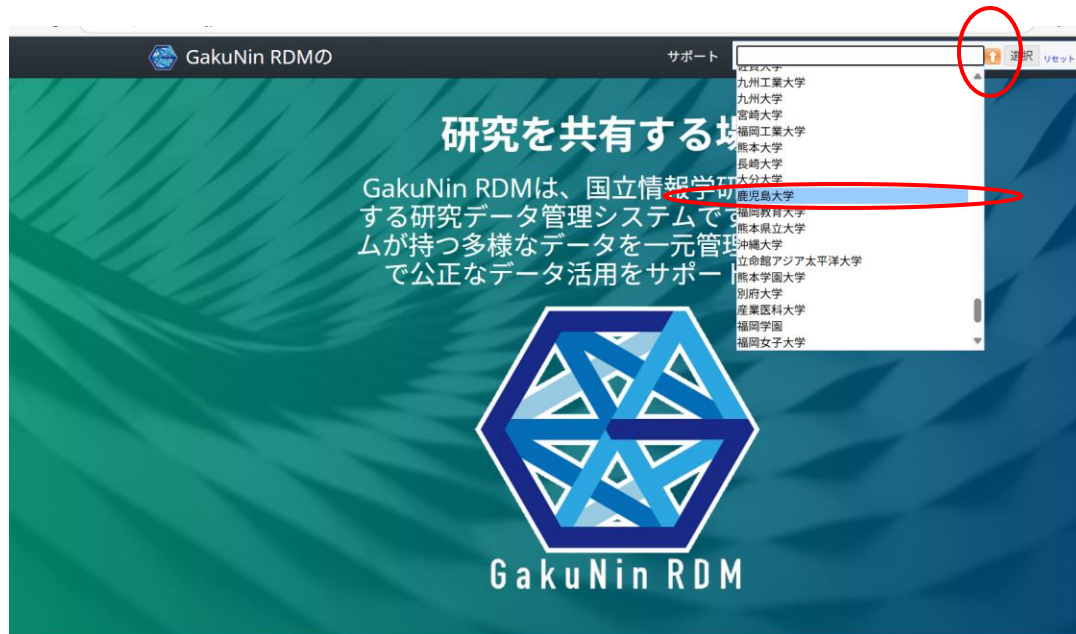 GakuNin RDMの
サポート
選択
リセット
佐賀大学
九州工業大学
九州大学
宮崎大学
福岡工業大学
熊本大学
長崎大学
大分大学
鹿児島大学
福岡教育大学
熊本県立大学
沖縄大学
立命館アジア太平洋大学
熊本学園大学
別府大学
産業医科大学
福岡学園
福岡女子大学
研究を共有する場
GakuNin RDMは、国立情報学研
する研究データ管理システムです
ムが持つ多様なデータを一元管理
で公正なデータ活用をサポート
GakuNin RDM